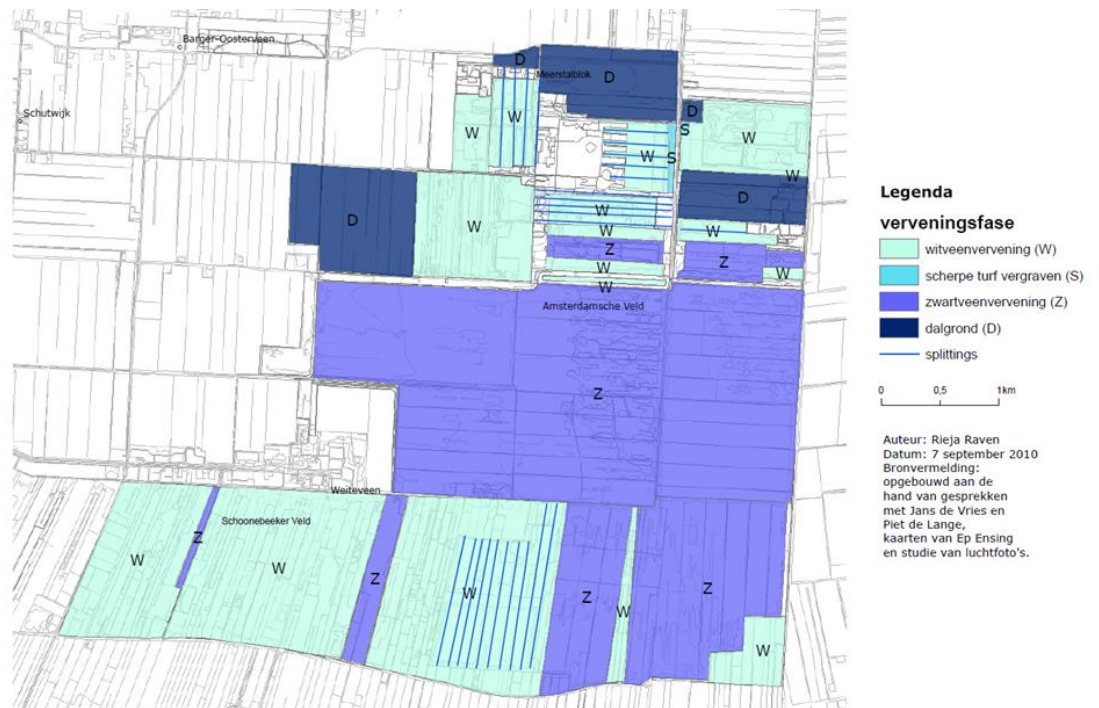 Barger-Oosterveen
D
Meerstalblok
D
Schutwijk
D
S
W
W
W
W
S
W
D
D
W
W
W
W
Z
Z
W
W
W
Amsterdamsche Veld
Z
Weiteveen
Schoonebeeker Veld
Z
W
W
Z
W
Z
W
Z
W
Legenda
verveningsfase
witveenvervening (W)
scherpe turf vergraven (S)
zwartveenvervening (Z)
dalgrond (D)
splittings
0 0,5 1km
Auteur: Rieja Raven
Datum: 7 september 2010
Bronvermelding:
opgebouwd aan de
hand van gesprekken
met Jans de Vries en
Piet de Lange,
kaarten van Ep Ensing
en studie van luchtfoto's.